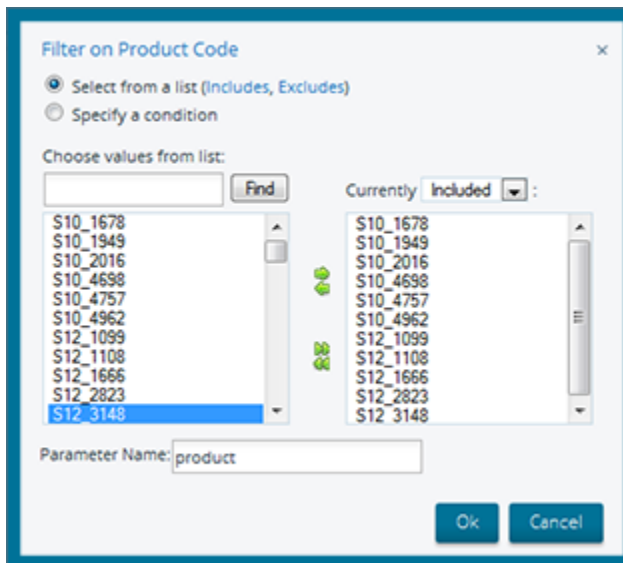 Filter on Product Code
×
Select from a list (Includes, Excludes)
Specify a condition
Choose values from list:
Find
Currently Included :
S10_1678
S10_1949
S10_2016
S10_4698
S10_4757
S10_4962
S12_1099
S12_1108
S12_1666
S12_2823
S12_3148
S10_1678
S10_1949
S10_2016
S10_4698
S10_4757
S10_4962
S12_1099
S12_1108
S12_1666
S12_2823
S12_3148
Parameter Name: product
Ok
Cancel